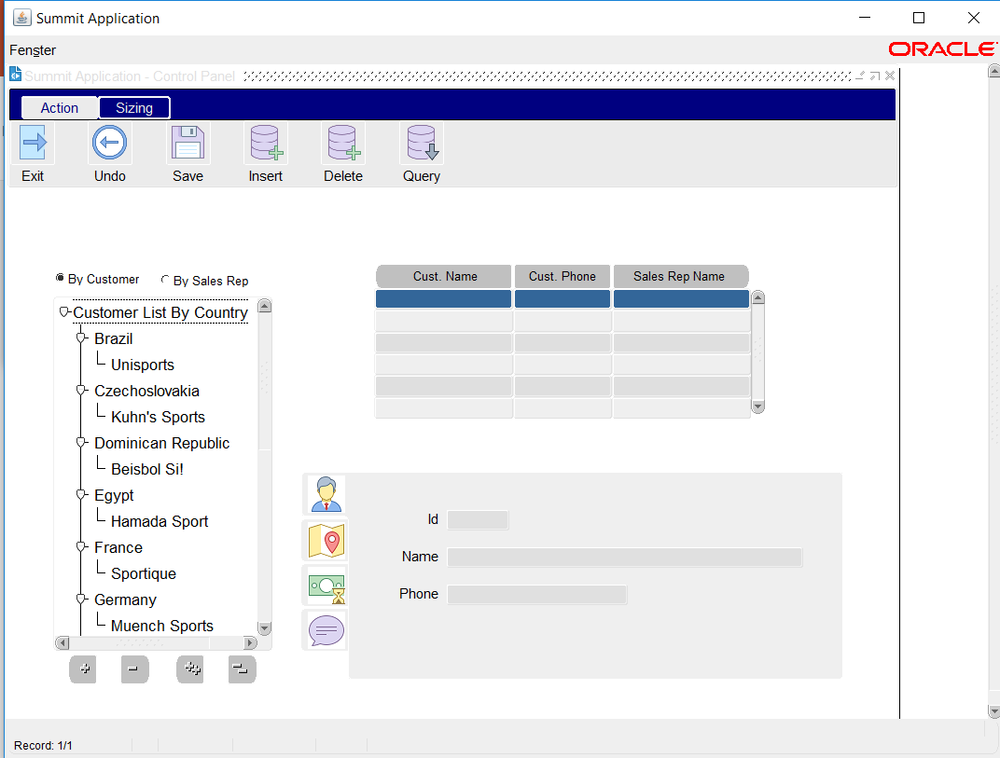 Summit Application
Fenster
ORACLE
Summit Application - Control Panel
Action Sizing
Exit Undo Save Insert Delete Query
By Customer By Sales Rep
Cust. Name Cust. Phone Sales Rep Name
Customer List By Country
Brazil
Unisports
Czechoslovakia
Kuhn's Sports
Dominican Republic
Beisbol Si!
Egypt
Hamada Sport
France
Sportique
Germany
Muench Sports
Id
Name
Phone
Record: 1/1